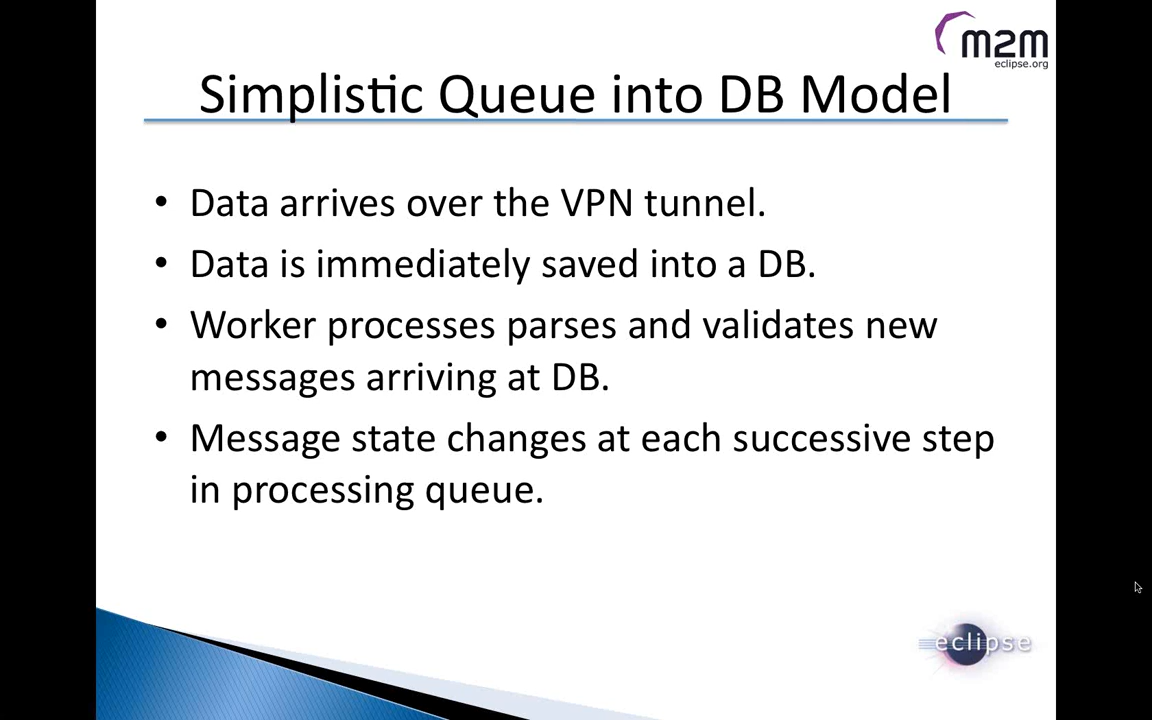 m2m
eclipse.org
Simplistic Queue into DB Model
• Data arrives over the VPN tunnel.
• Data is immediately saved into a DB.
• Worker processes parses and validates new
messages arriving at DB.
• Message state changes at each successive step
in processing queue.
eclipse